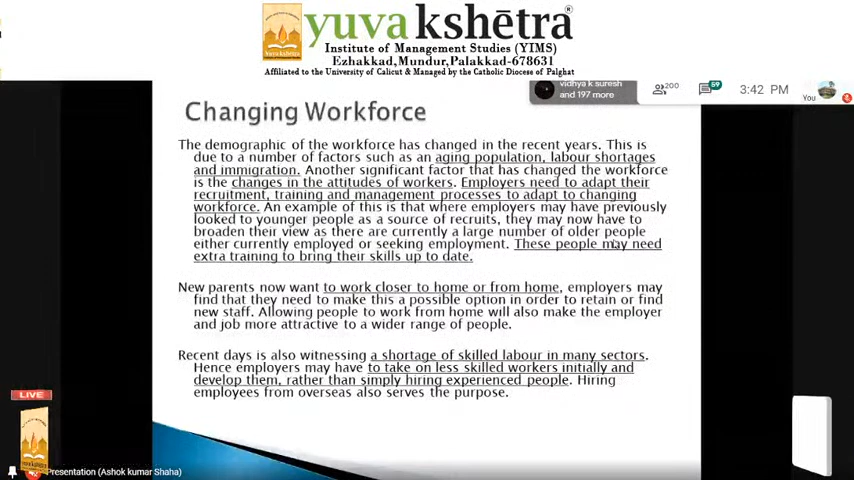 yuvakshētra®
Institute of Management Studies (YIMS)
Ezhakkad,Mundur,Palakkad-678631
Affiliated to the University of Calicut & Managed by the Catholic Diocese of Palghat
vidhya k suresh
and 197 more
200
59
3:42 PM
You
Changing Workforce
The demographic of the workforce has changed in the recent years. This is
due to a number of factors such as an aging population, labour shortages
and immigration. Another significant factor that has changed the workforce
is the changes in the attitudes of workers. Employers need to adapt their
recruitment, training and management processes to adapt to changing
workforce. An example of this is that where employers may have previously
looked to younger people as a source of recruits, they may now have to
broaden their view as there are currently a large number of older people
either currently employed or seeking employment. These people may need
extra training to bring their skills up to date.
New parents now want to work closer to home or from home, employers may
find that they need to make this a possible option in order to retain or find
new staff. Allowing people to work from home will also make the employer
and job more attractive to a wider range of people.
Recent days is also witnessing a shortage of skilled labour in many sectors.
Hence employers may have to take on less skilled workers initially and
develop them, rather than simply hiring experienced people. Hiring
employees from overseas also serves the purpose.
LIVE
yuvakshetra
Presentation (Ashok kumar Shaha)